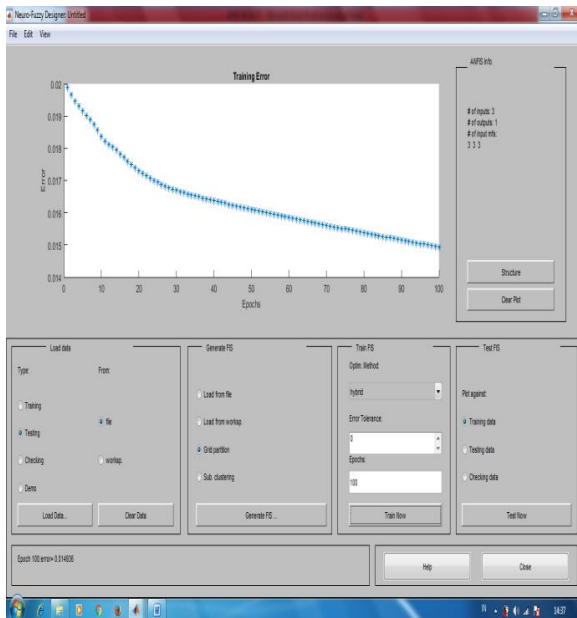 Neuro-Fuzzy Designer: Untitled
File Edit View
Training Error
0.02
0.019
0.018
0.017
0.016
0.015
0.014
Error
0 10 20 30 40 50 60 70 80 90 100
Epochs
ANFIS Info.
# of inputs: 3
# of outputs: 1
# of input mfs:
3 3 3
Structure
Clear Plot
Load data
Type:
From:
Training
Testing
Checking
Demo
file
worksp.
Load Data...
Clear Data
Generate FIS
Load from file
Load from worksp.
Grid partition
Sub. clustering
Generate FIS ...
Train FIS
Optim. Method:
hybrid
Error Tolerance:
0
Epochs:
100
Train Now
Test FIS
Plot against:
Training data
Testing data
Checking data
Test Now
Epoch 100:error= 0.014936
Help
Close
IN
14:37